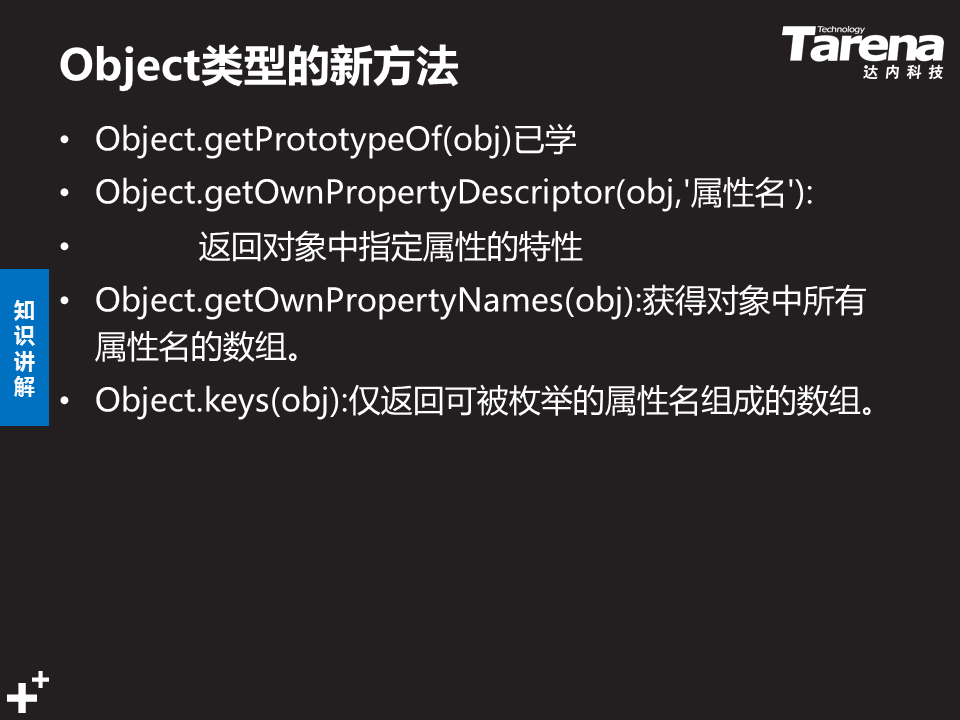 Object类型的新方法
Technology
Tarena
达内科技
• Object.getPrototypeOf(obj)已学
• Object.getOwnPropertyDescriptor(obj,'属性名'):
• 返回对象中指定属性的特性
• Object.getOwnPropertyNames(obj):获得对象中所有
属性名的数组。
• Object.keys(obj):仅返回可被枚举的属性名组成的数组。
知
识
讲
解